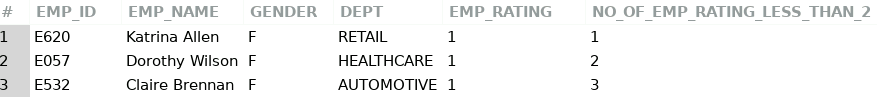 # EMP_ID EMP_NAME GENDER DEPT EMP_RATING NO_OF_EMP_RATING_LESS_THAN_2
1 E620 Katrina Allen F RETAIL 1 1
2 E057 Dorothy Wilson F HEALTHCARE 1 2
3 E532 Claire Brennan F AUTOMOTIVE 1 3